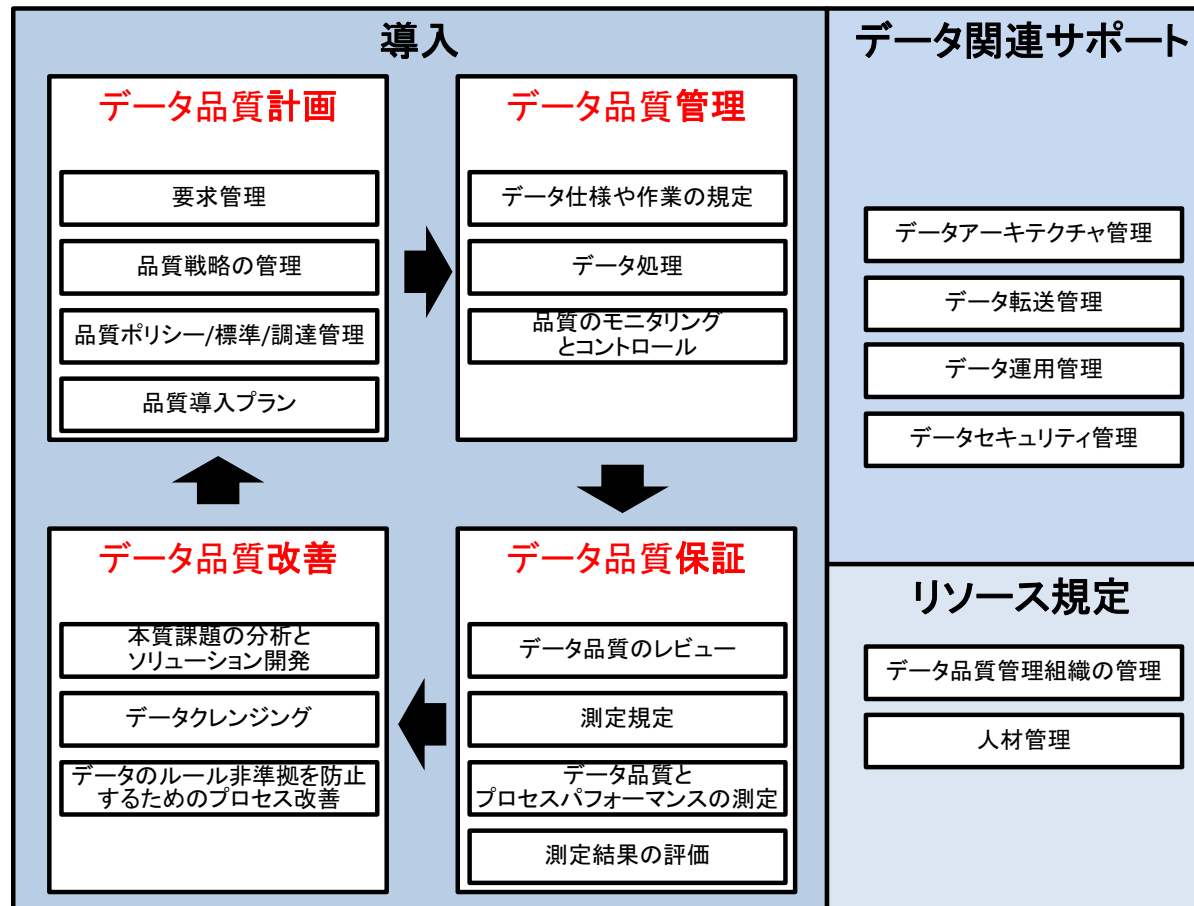 導入
データ品質計画
要求管理
品質戦略の管理
品質ポリシー/標準/調達管理
品質導入プラン
データ品質管理
データ仕様や作業の規定
データ処理
品質のモニタリング
とコントロール
データ品質改善
本質課題の分析と
ソリューション開発
データクレンジング
データのルール非準拠を防止
するためのプロセス改善
データ品質保証
データ品質のレビュー
測定規定
データ品質と
プロセスパフォーマンスの測定
測定結果の評価
データ関連サポート
データアーキテクチャ管理
データ転送管理
データ運用管理
データセキュリティ管理
リソース規定
データ品質管理組織の管理
人材管理